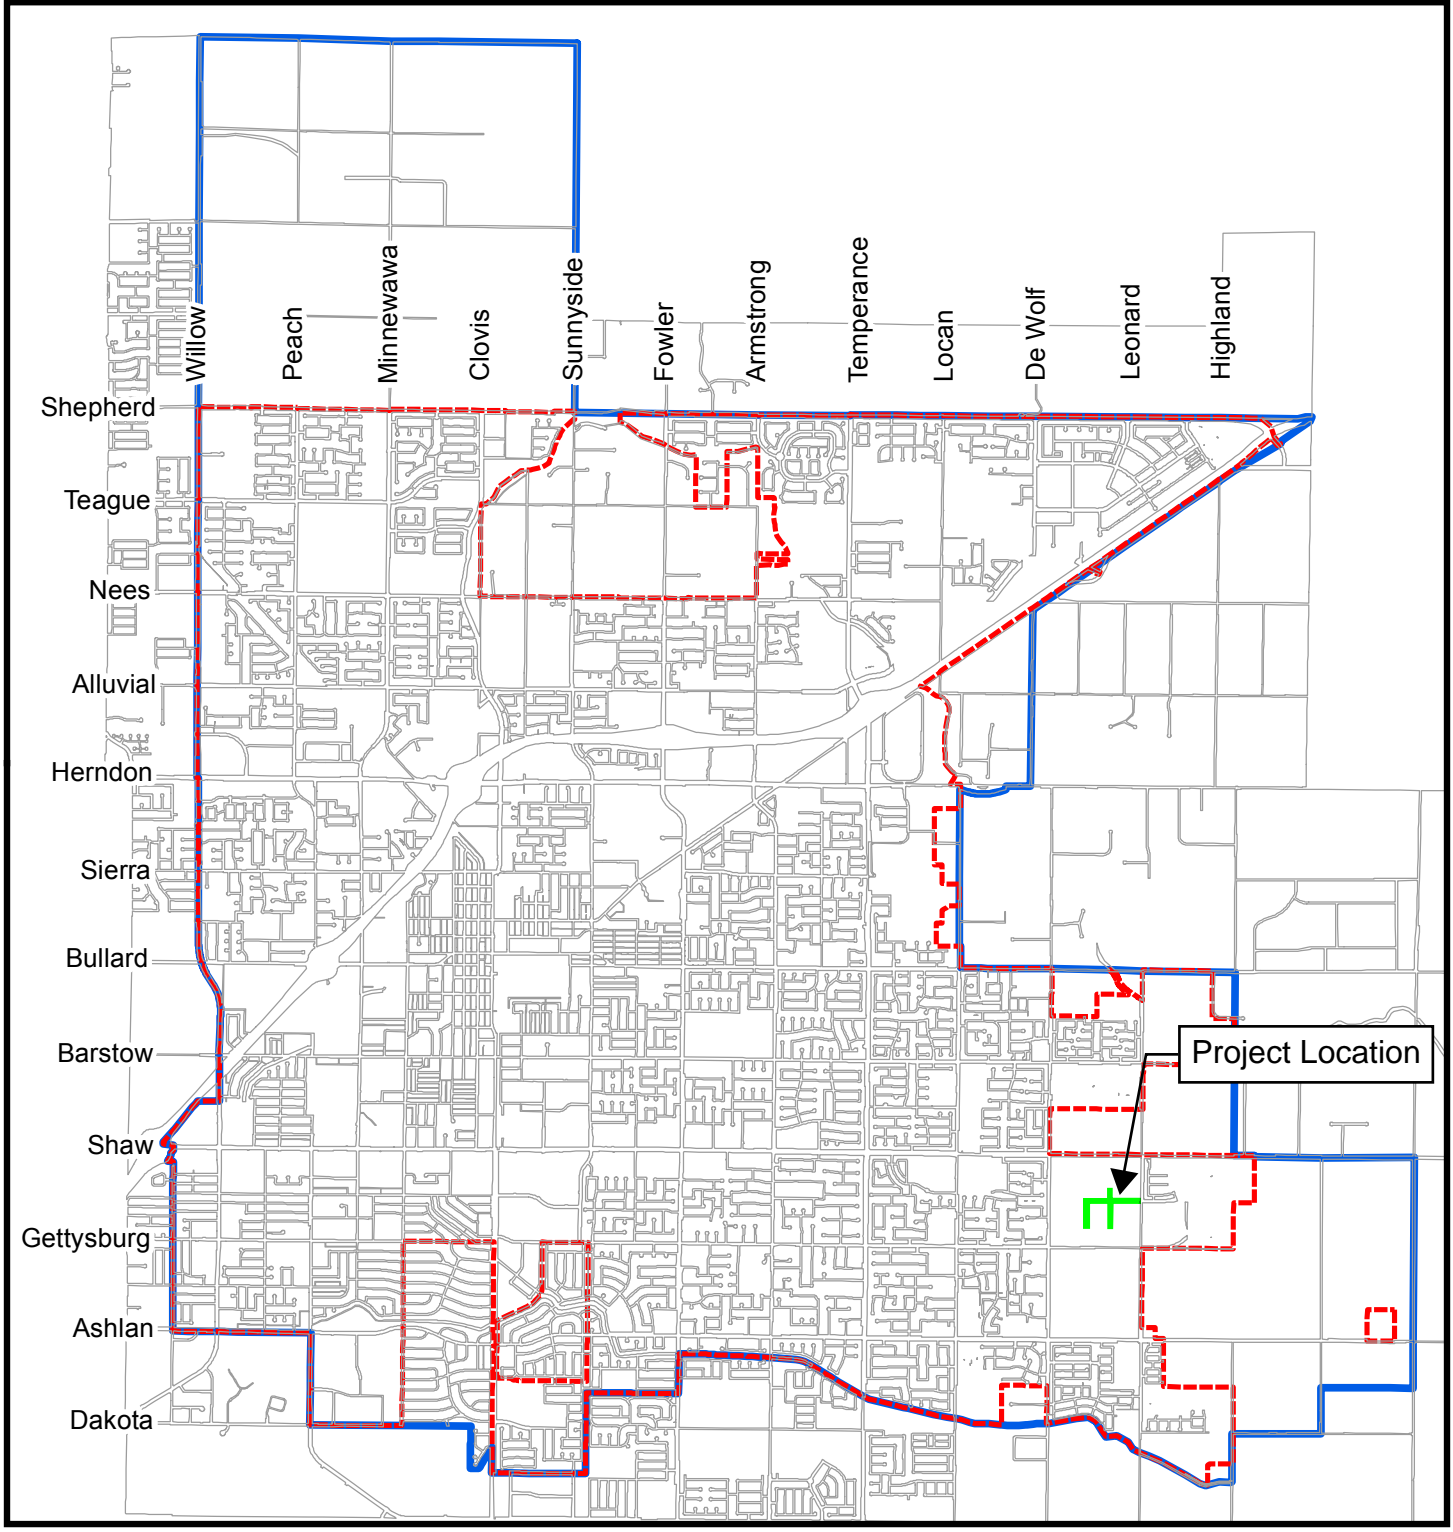 Willow
Peach
Minnewawa
Clovis
Sunnyside
Fowler
Armstrong
Temperance
Locan
De Wolf
Leonard
Highland
Shepherd
Teague
Nees
Alluvial
Herndon
Sierra
Bullard
Barstow
Project Location
Shaw
Gettysburg
Ashlan
Dakota